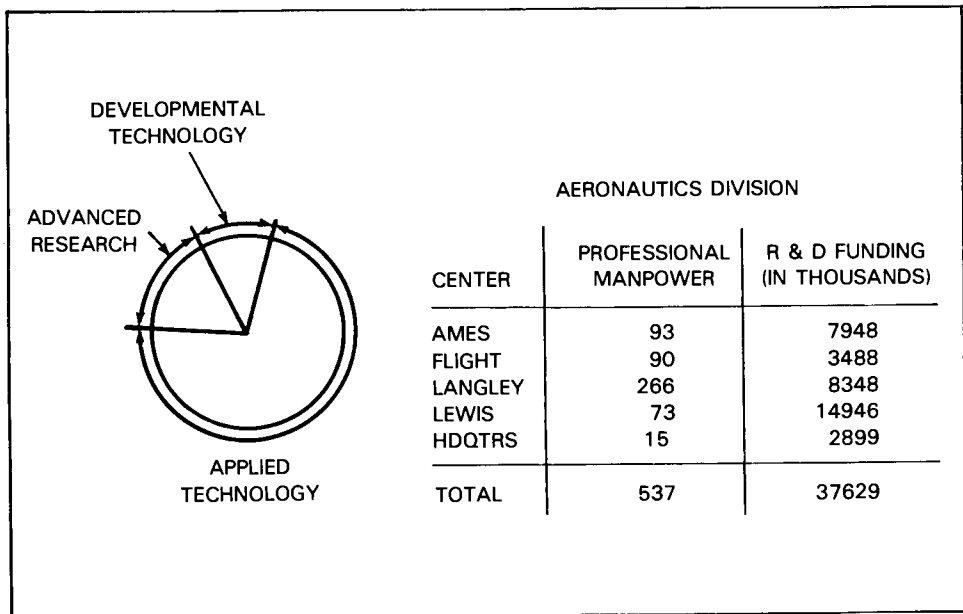 DEVELOPMENTAL
TECHNOLOGY
ADVANCED
RESEARCH
APPLIED
TECHNOLOGY
AERONAUTICS DIVISION
CENTER PROFESSIONAL MANPOWER R & D FUNDING (IN THOUSANDS)
AMES 93 7948
FLIGHT 90 3488
LANGLEY 266 8348
LEWIS 73 14946
HDQTRS 15 2899
TOTAL 537 37629